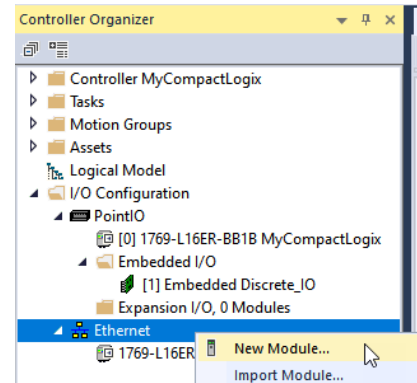 Controller Organizer
Controller MyCompactLogix
Tasks
Motion Groups
Assets
Logical Model
I/O Configuration
PointIO
[0] 1769-L16ER-BB1B MyCompactLogix
Embedded I/O
[1] Embedded Discrete_IO
Expansion I/O, 0 Modules
Ethernet
New Module...
1769-L16ER
Import Module...